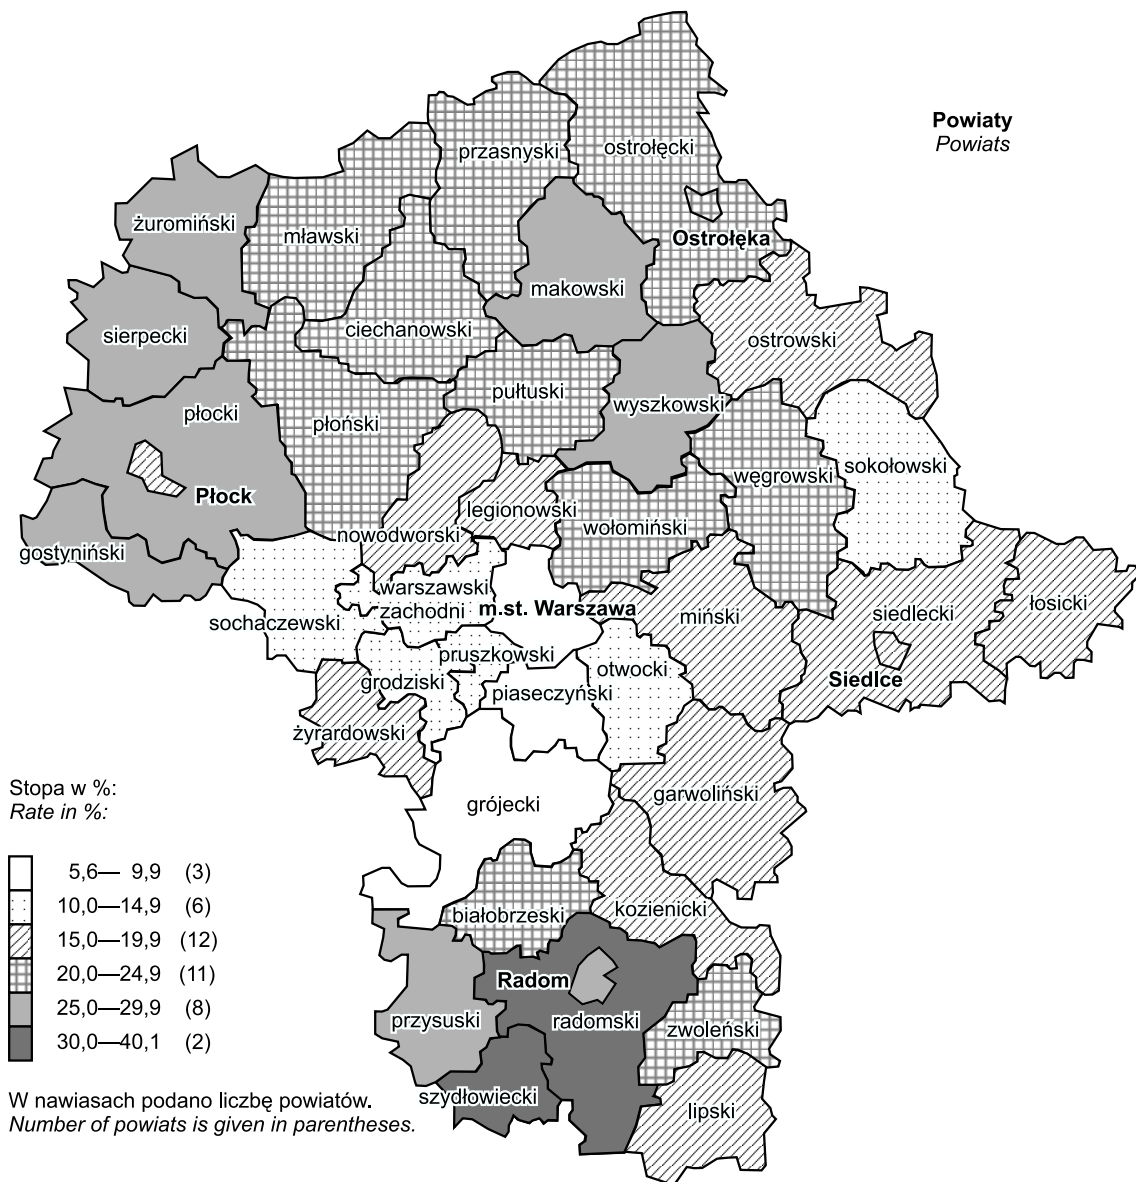 Powiaty
Powiats
ostrołęcki
przasnyski
żuromiński
mławski
Ostrołęka
makowski
ciechanowski
sierpecki
ostrowski
pułtuski
wyszkowski
płocki
płoński
sokołowski
węgrowski
Płock
legionowski
wołomiński
nowodworski
gostyniński
warszawski
zachodni
m.st. Warszawa
miński
siedlecki
łosicki
sochaczewski
pruszkowski
otwocki
grodziski
Siedlce
piaseczyński
żyrardowski
garwoliński
grójecki
kozienicki
białobrzeski
Radom
przysuski
radomski
zwoleński
szydłowiecki
lipski
Stopa w %:
Rate in %:
5,6— 9,9 (3)
10,0—14,9 (6)
15,0—19,9 (12)
20,0—24,9 (11)
25,0—29,9 (8)
30,0—40,1 (2)
W nawiasach podano liczbę powiatów.
Number of powiats is given in parentheses.